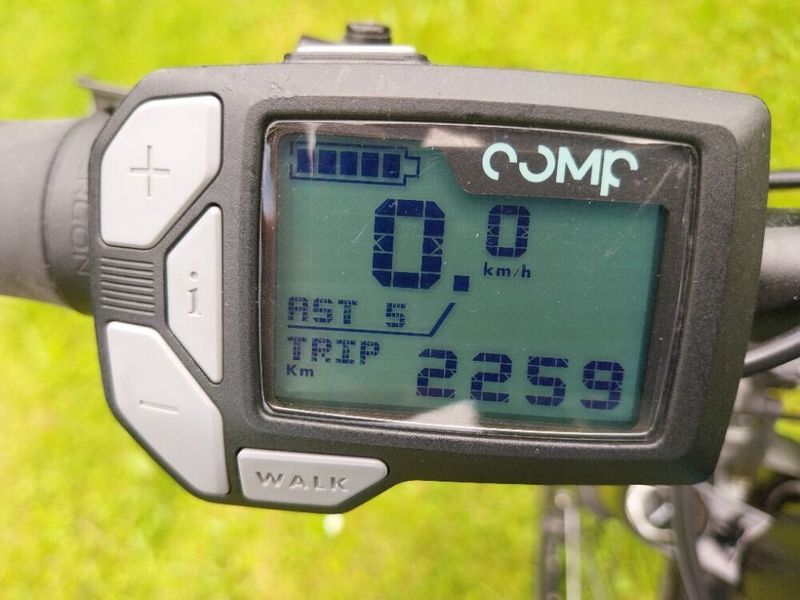 COMP
0.0
km/h
AST 5
TRIP
Km
2259
+
i
−
WALK